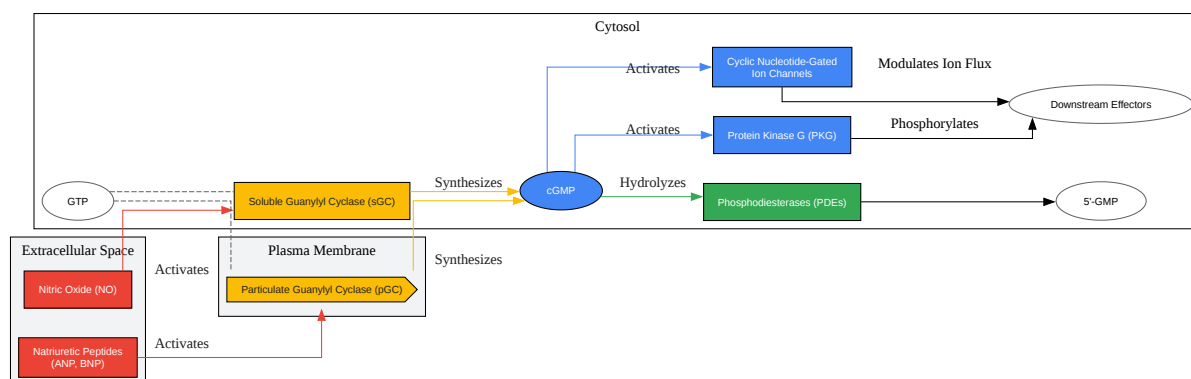 Cytosol
Cyclic Nucleotide-Gated
Ion Channels
Activates
Modulates Ion Flux
Downstream Effectors
Activates
Protein Kinase G (PKG)
Phosphorylates
GTP
Soluble Guanylyl Cyclase (sGC)
Synthesizes
cGMP
Hydrolyzes
Phosphodiesterases (PDEs)
5'-GMP
Extracellular Space
Plasma Membrane
Nitric Oxide (NO)
Activates
Particulate Guanylyl Cyclase (pGC)
Synthesizes
Natriuretic Peptides
(ANP, BNP)
Activates